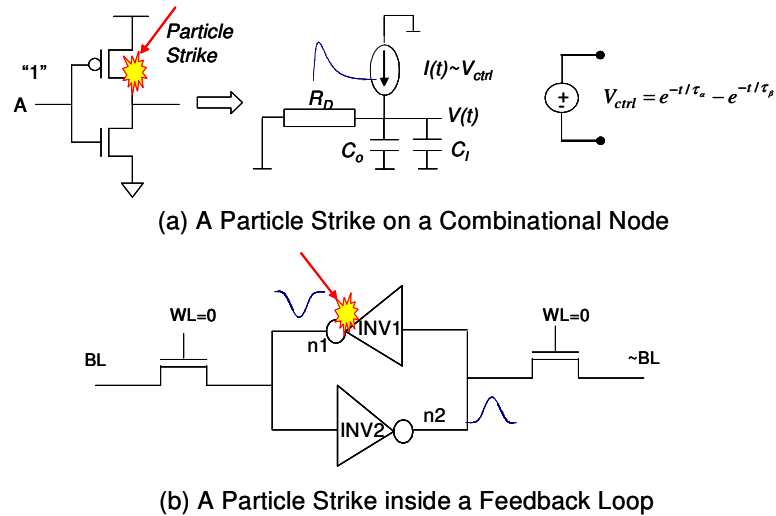 Particle
Strike
“1”
A
I(t)~Vctrl
RD
V(t)
Co
Cl
+
-
Vctrl = e^{-t/τα} − e^{-t/τβ}
(a) A Particle Strike on a Combinational Node
WL=0
WL=0
INV1
n1
BL
~BL
n2
INV2
(b) A Particle Strike inside a Feedback Loop